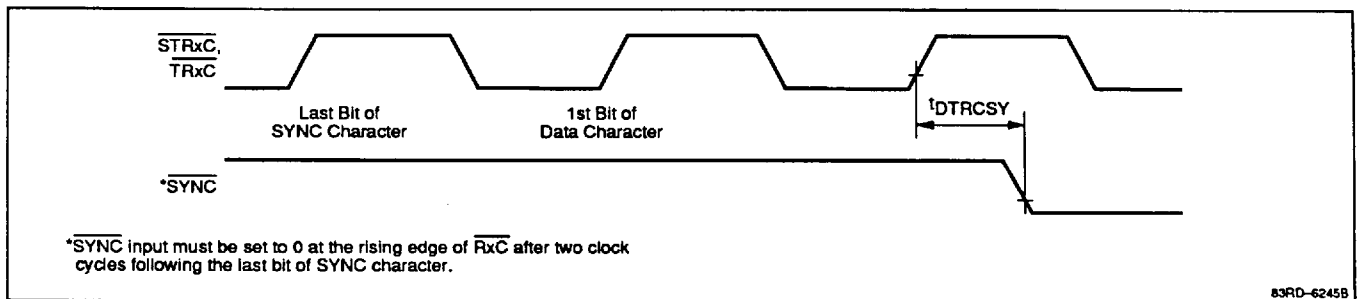 STRxC,
TRxC
Last Bit of
SYNC Character
1st Bit of
Data Character
tDTRCSY
*SYNC
*SYNC input must be set to 0 at the rising edge of RxC after two clock
cycles following the last bit of SYNC character.
83RD-6245B